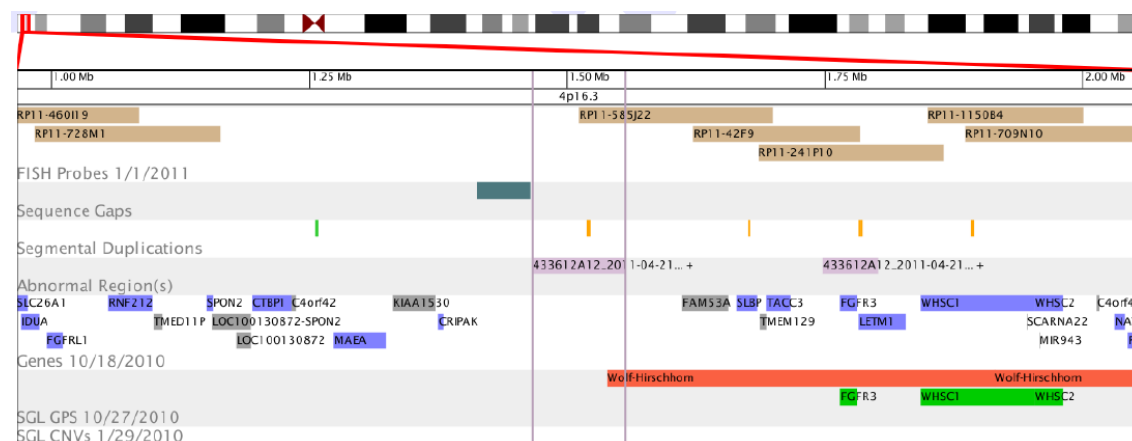 1.00 Mb 1.25 Mb 1.50 Mb 1.75 Mb 2.00 Mb
4p16.3
RP11-460I19 RP11-585J22 RP11-1150B4
RP11-728M1 RP11-42F9 RP11-709N10
RP11-241P10
FISH Probes 1/1/2011
Sequence Gaps
Segmental Duplications
433612A12_2011-04-21... + 433612A12_2011-04-21... +
Abnormal Region(s)
SLC26A1 RNF212 SPON2 CTBP1 C4orf42 KIAA1530 FAM53A SLBP TACC3 FGFR3 WHSC1 WHSC2
IDUA TMED11P LOC100130872-SPON2 CRIPAK TMEM129 LETM1 SCARNA22
FGFRL1 LOC100130872 MAEA MIR943
Genes 10/18/2010
Wolf-Hirschhorn Wolf-Hirschhorn
FGFR3 WHSC1 WHSC2
SGL GPS 10/27/2010
SGL CNVs 1/29/2010